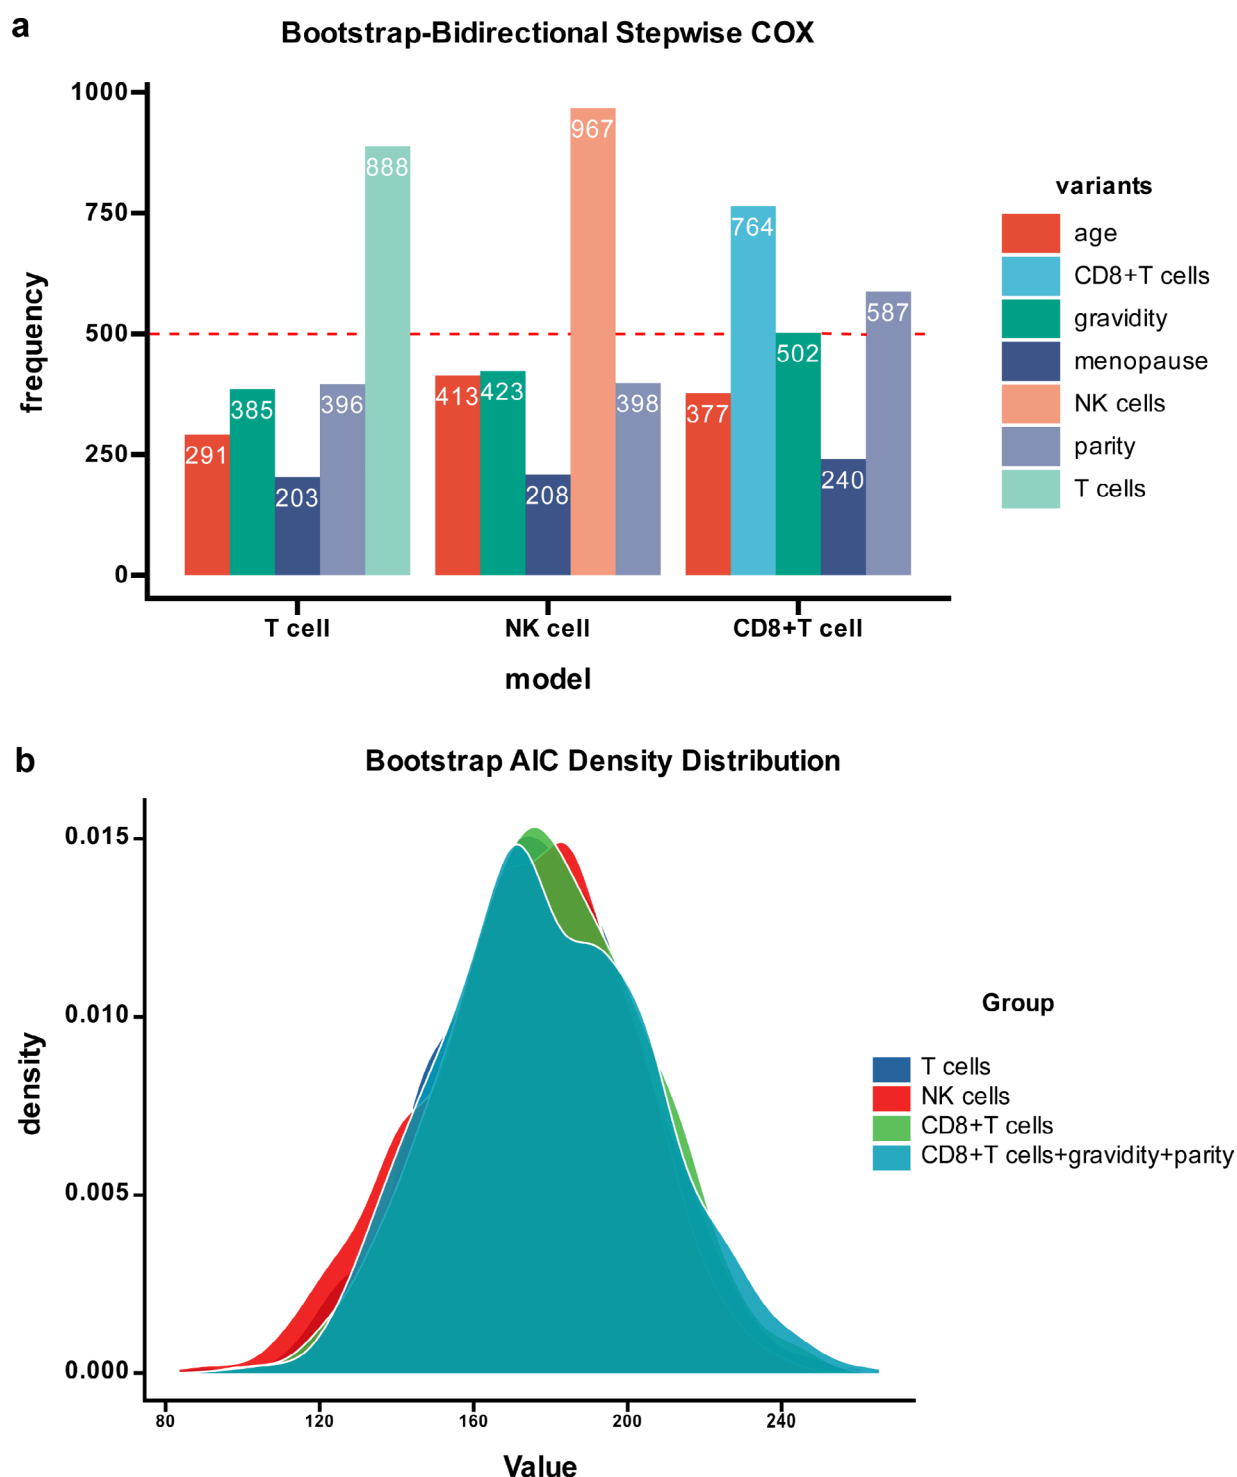 a
Bootstrap-Bidirectional Stepwise COX
1000
750
500
250
0
frequency
291
385
203
396
888
413
423
208
967
398
377
764
502
240
587
T cell
NK cell
CD8+T cell
model
variants
age
CD8+T cells
gravidity
menopause
NK cells
parity
T cells
b
Bootstrap AIC Density Distribution
0.015
0.010
0.005
0.000
density
80
120
160
200
240
Value
Group
T cells
NK cells
CD8+T cells
CD8+T cells+gravidity+parity